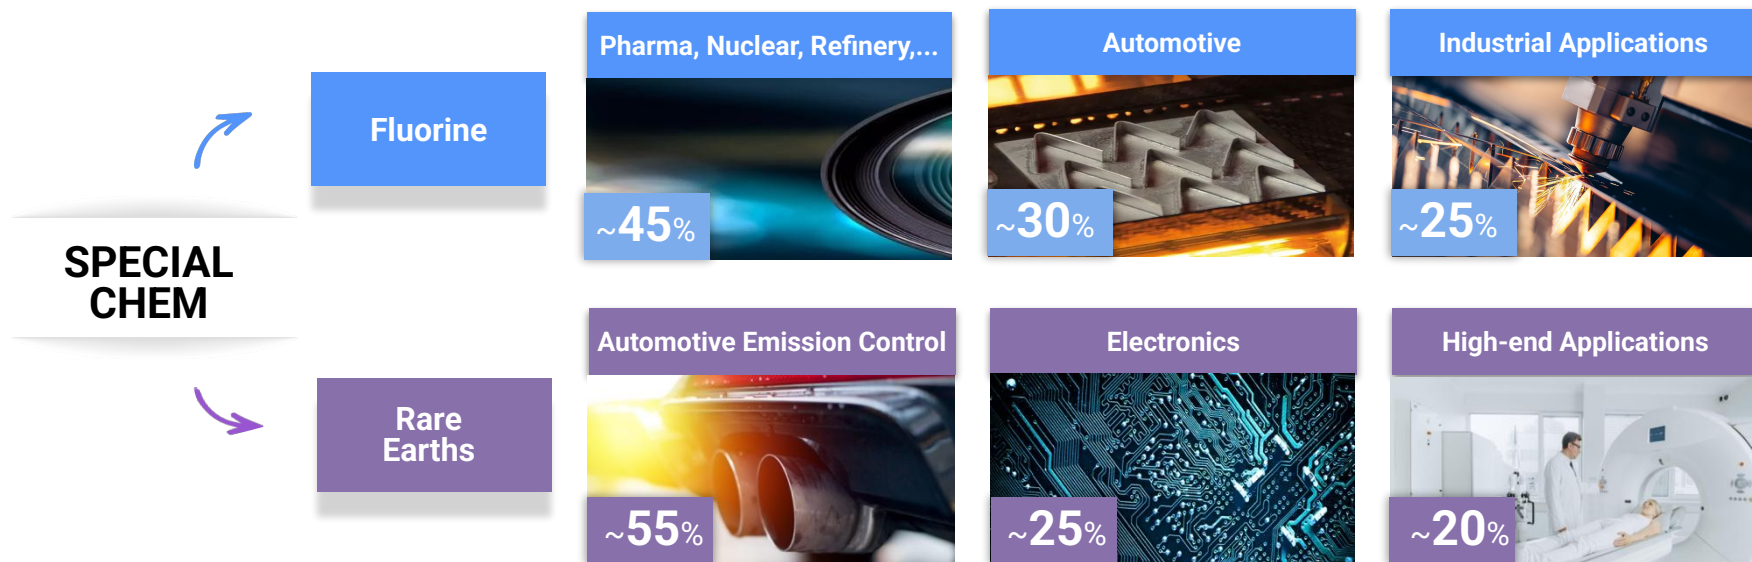 SPECIAL
CHEM
Fluorine
Pharma, Nuclear, Refinery,...
~45%
Automotive
~30%
Industrial Applications
~25%
Rare
Earths
Automotive Emission Control
~55%
Electronics
~25%
High-end Applications
~20%